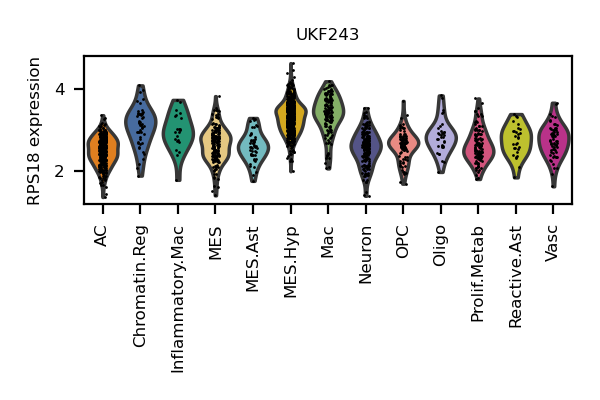 UKF243
RPS18 expression
4
2
AC
Chromatin.Reg
Inflammatory.Mac
MES
MES.Ast
MES.Hyp
Mac
Neuron
OPC
Oligo
Prolif.Metab
Reactive.Ast
Vasc